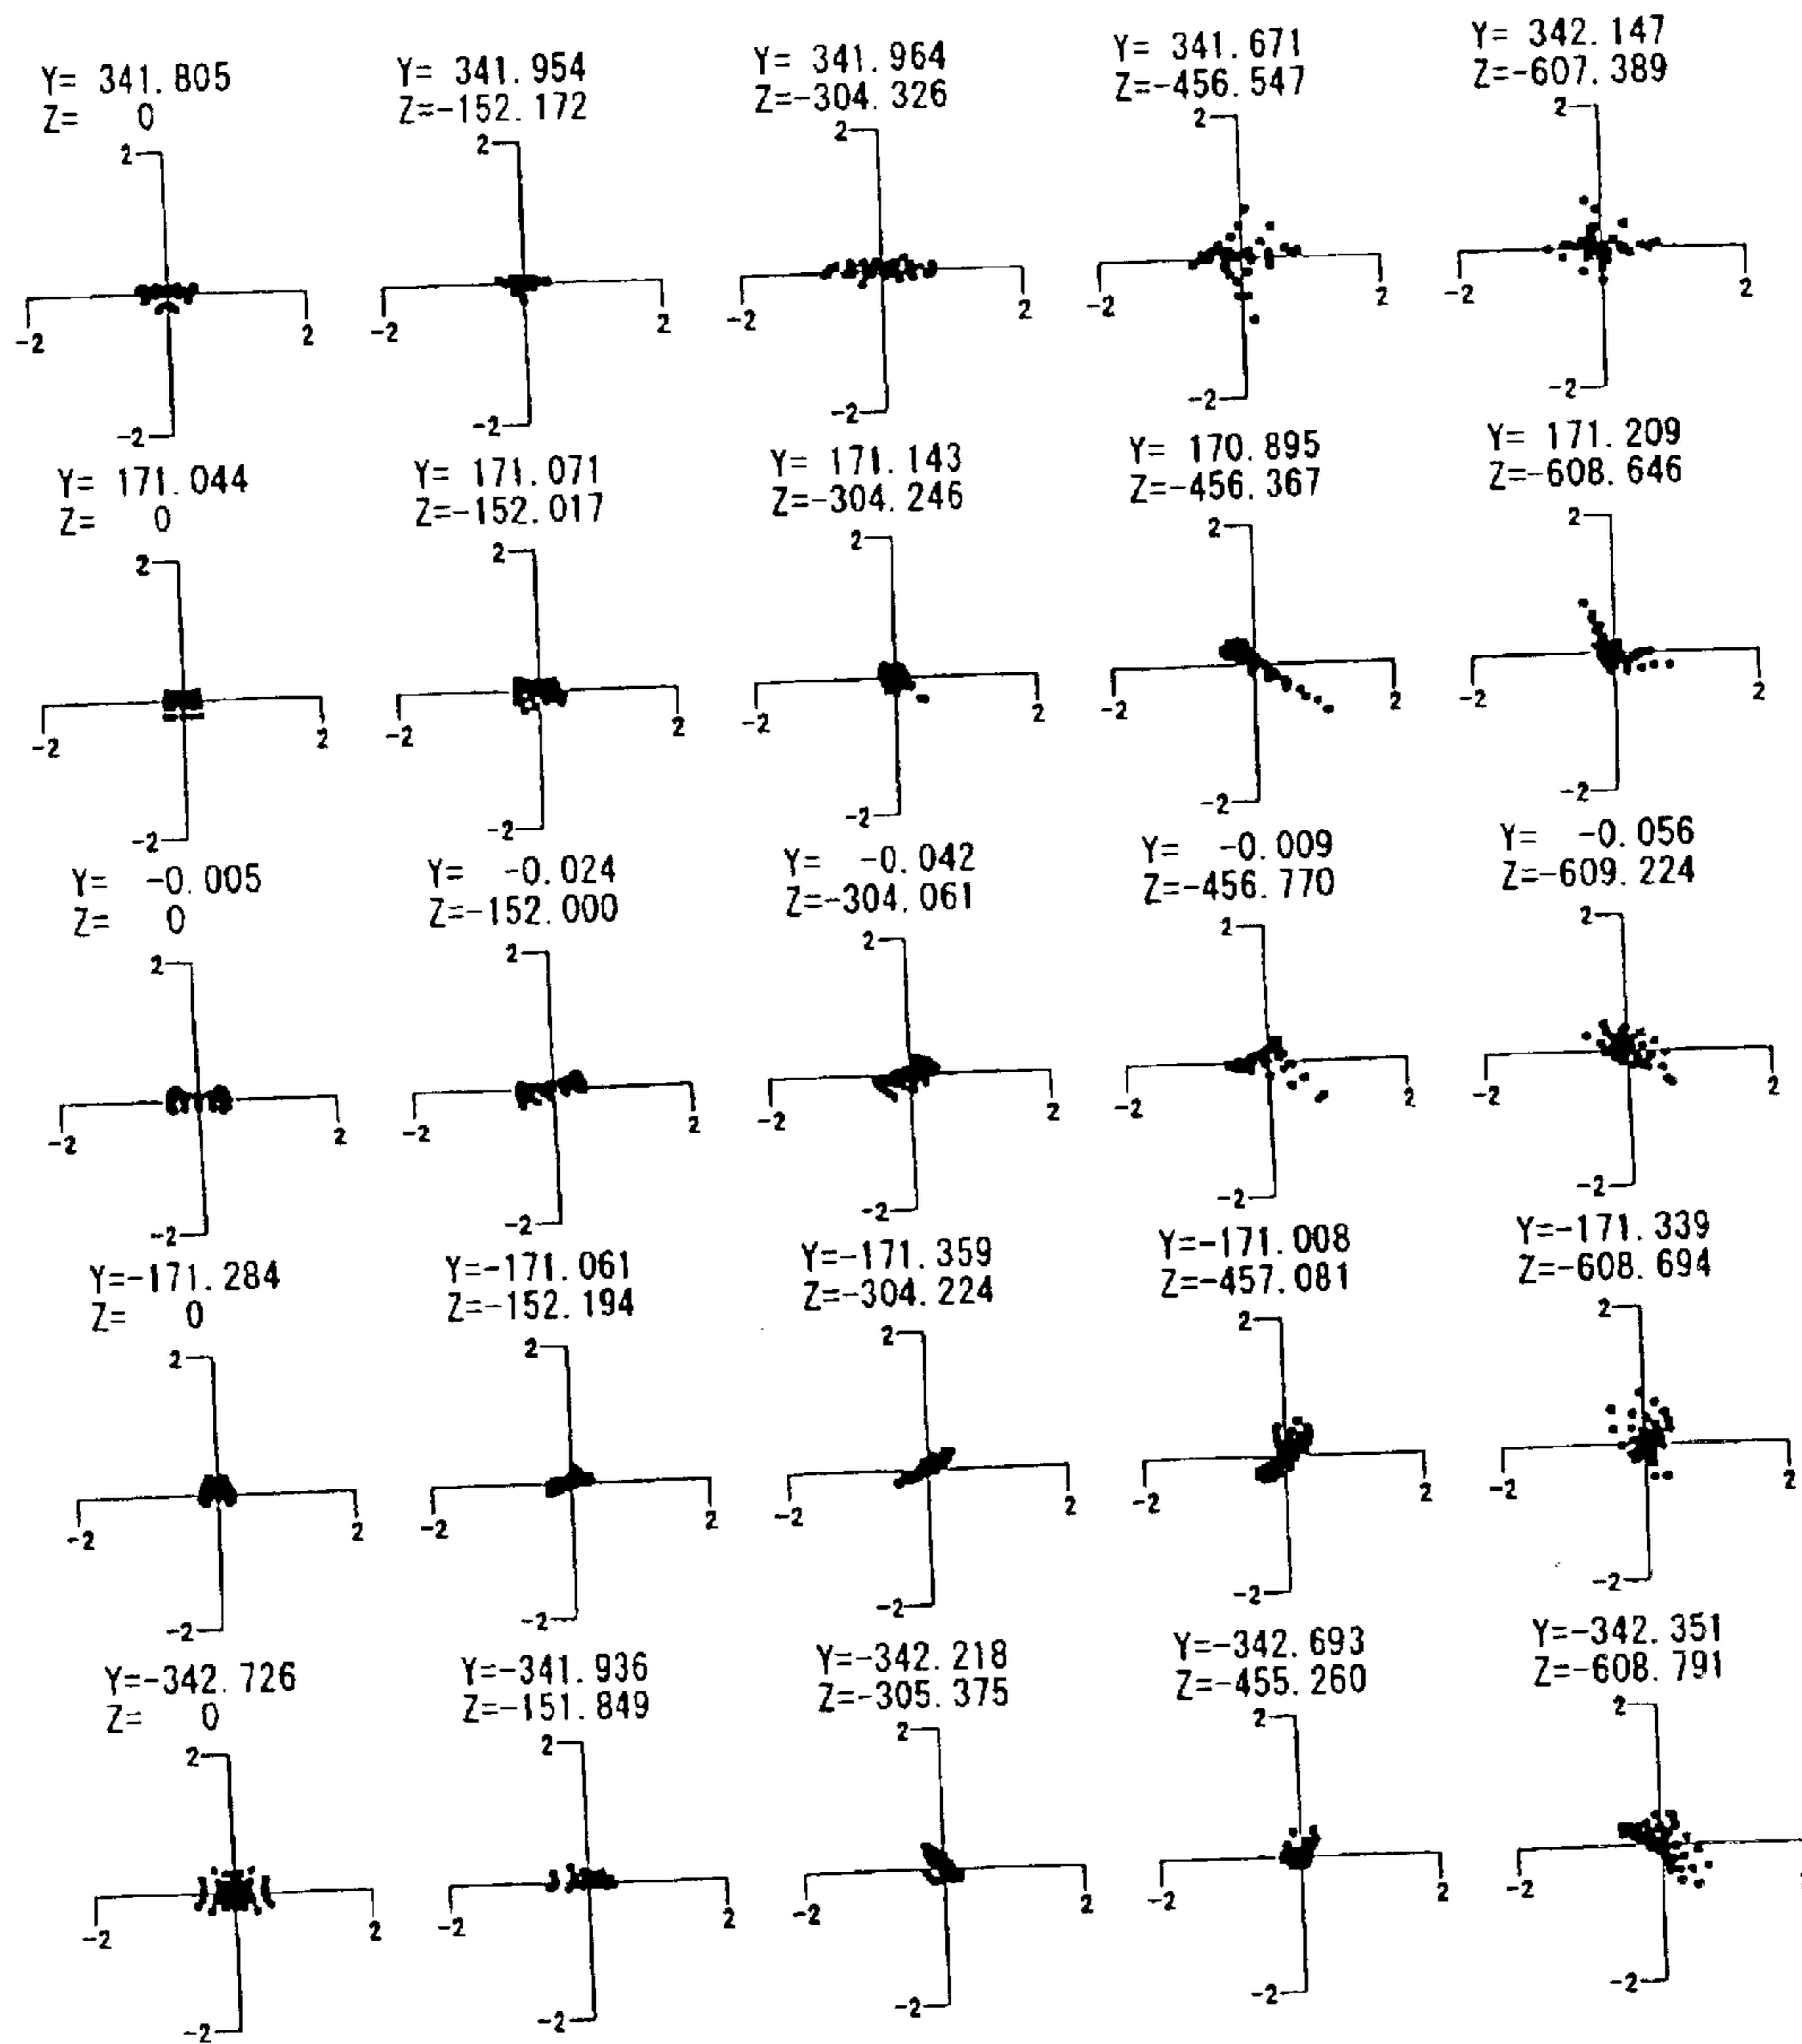 Y= 341.805
Z= 0
2
-2
2
-2
Y= 341.954
Z=-152.172
2
-2
2
-2
Y= 341.964
Z=-304.326
2
-2
2
-2
Y= 341.671
Z=-456.547
2
-2
2
-2
Y= 342.147
Z=-607.389
2
-2
2
-2
Y= 171.044
Z= 0
2
-2
2
-2
Y= 171.071
Z=-152.017
2
-2
2
-2
Y= 171.143
Z=-304.246
2
-2
2
-2
Y= 170.895
Z=-456.367
2
-2
2
-2
Y= 171.209
Z=-608.646
2
-2
2
-2
Y= -0.005
Z= 0
2
-2
2
-2
Y= -0.024
Z=-152.000
2
-2
2
-2
Y= -0.042
Z=-304.061
2
-2
2
-2
Y= -0.009
Z=-456.770
2
-2
2
-2
Y= -0.056
Z=-609.224
2
-2
2
-2
Y=-171.284
Z= 0
2
-2
2
-2
Y=-171.061
Z=-152.194
2
-2
2
-2
Y=-171.359
Z=-304.224
2
-2
2
-2
Y=-171.008
Z=-457.081
2
-2
2
-2
Y=-171.339
Z=-608.694
2
-2
2
-2
Y=-342.726
Z= 0
2
-2
2
-2
Y=-341.936
Z=-151.849
2
-2
2
-2
Y=-342.218
Z=-305.375
2
-2
2
-2
Y=-342.693
Z=-455.260
2
-2
2
-2
Y=-342.351
Z=-608.791
2
-2
-2